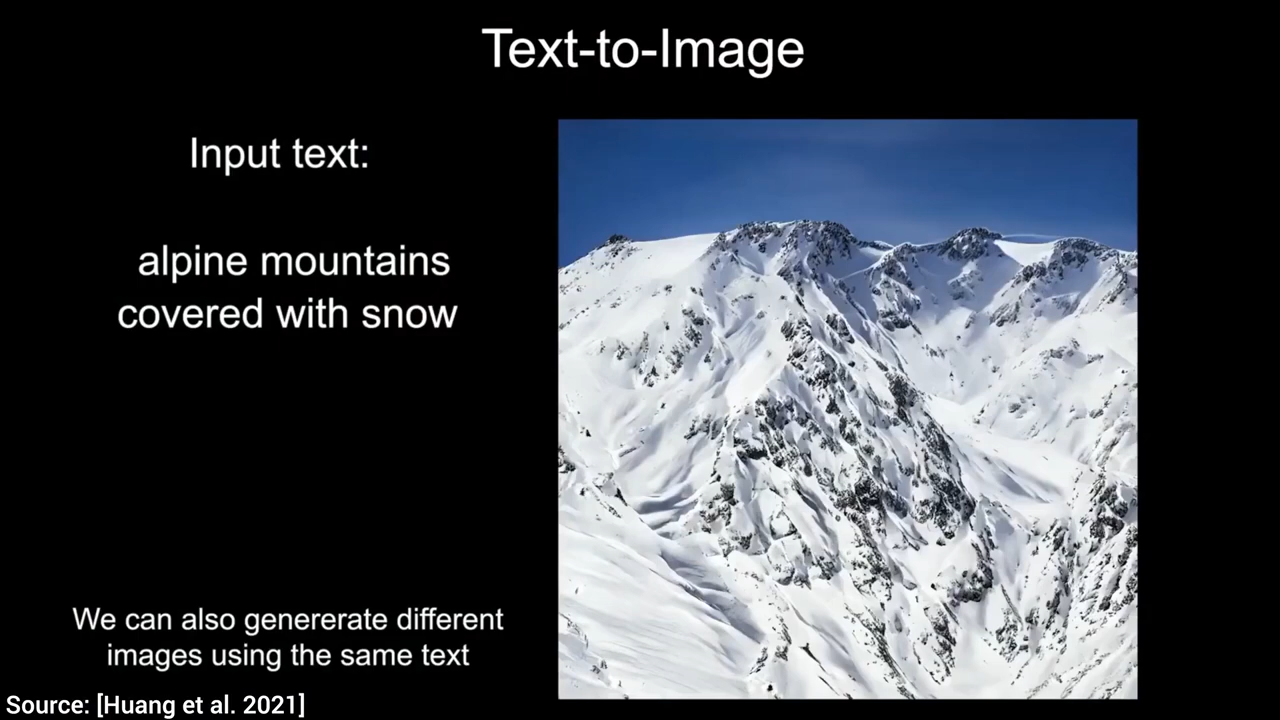 Text-to-Image
Input text:
alpine mountains
covered with snow
We can also genererate different
images using the same text
Source: [Huang et al. 2021]